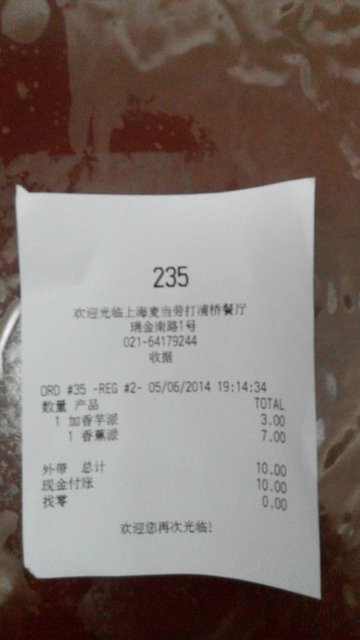 235
欢迎光临上海麦当劳打浦桥餐厅
瑞金南路1号
021-64179244
收据
ORD #35 -REG #2- 05/06/2014 19:14:34
数量 产品 TOTAL
1 加香芋派 3.00
1 香蕉派 7.00
外带 总计 10.00
现金付账 10.00
找零 0.00
欢迎您再次光临!